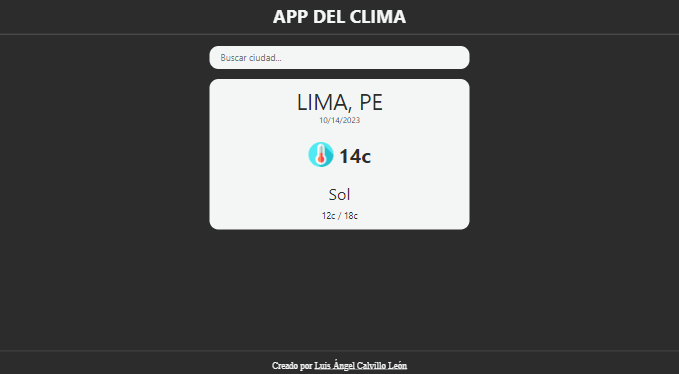 APP DEL CLIMA
Buscar ciudad...
LIMA, PE
10/14/2023
14c
Sol
12c / 18c
Creado por Luis Ángel Calvillo León